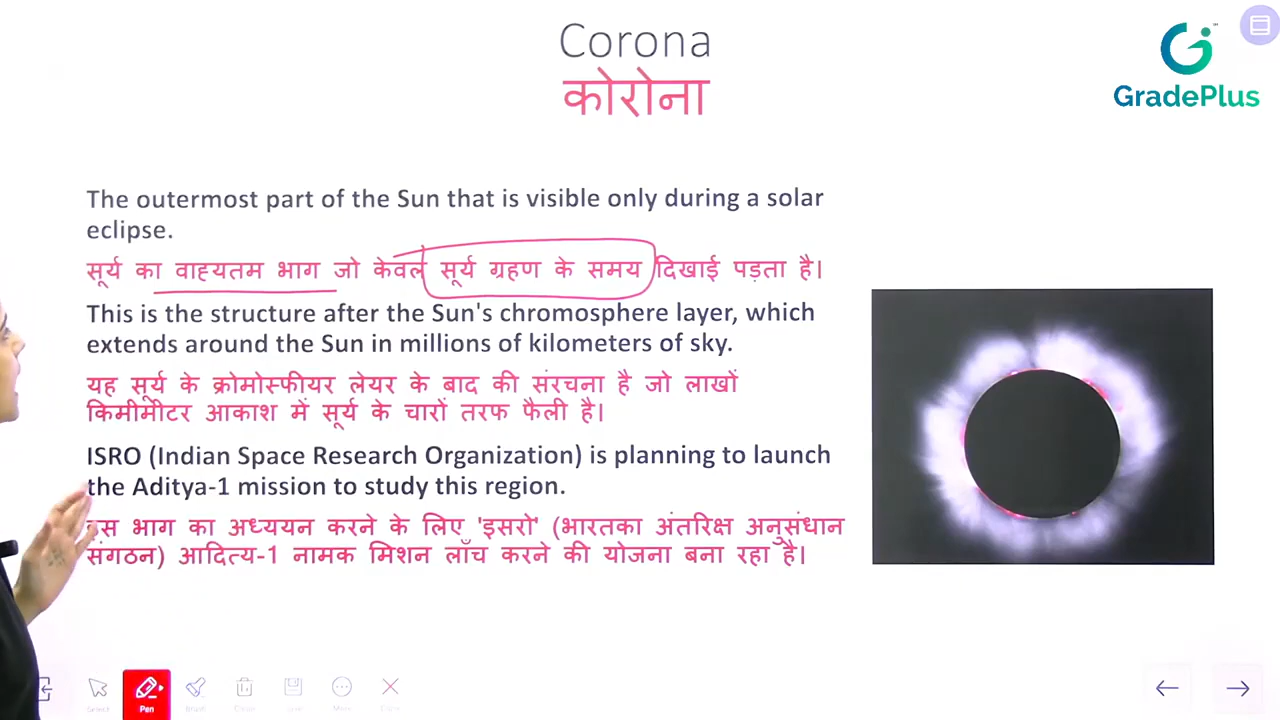 Corona
कोरोना
GradePlus
The outermost part of the Sun that is visible only during a solar
eclipse.
सूर्य का वाह्यतम भाग जो केवल सूर्य ग्रहण के समय दिखाई पड़ता है।
This is the structure after the Sun's chromosphere layer, which
extends around the Sun in millions of kilometers of sky.
यह सूर्य के क्रोमोस्फीयर लेयर के बाद की संरचना है जो लाखों
किमीमीटर आकाश में सूर्य के चारों तरफ फैली है।
ISRO (Indian Space Research Organization) is planning to launch
the Aditya-1 mission to study this region.
भाग का अध्ययन करने के लिए 'इसरो' (भारतका अंतरिक्ष अनुसंधान
संगठन) आदित्य-1 नामक मिशन लॉंच करने की योजना बना रहा है।
Select Pen